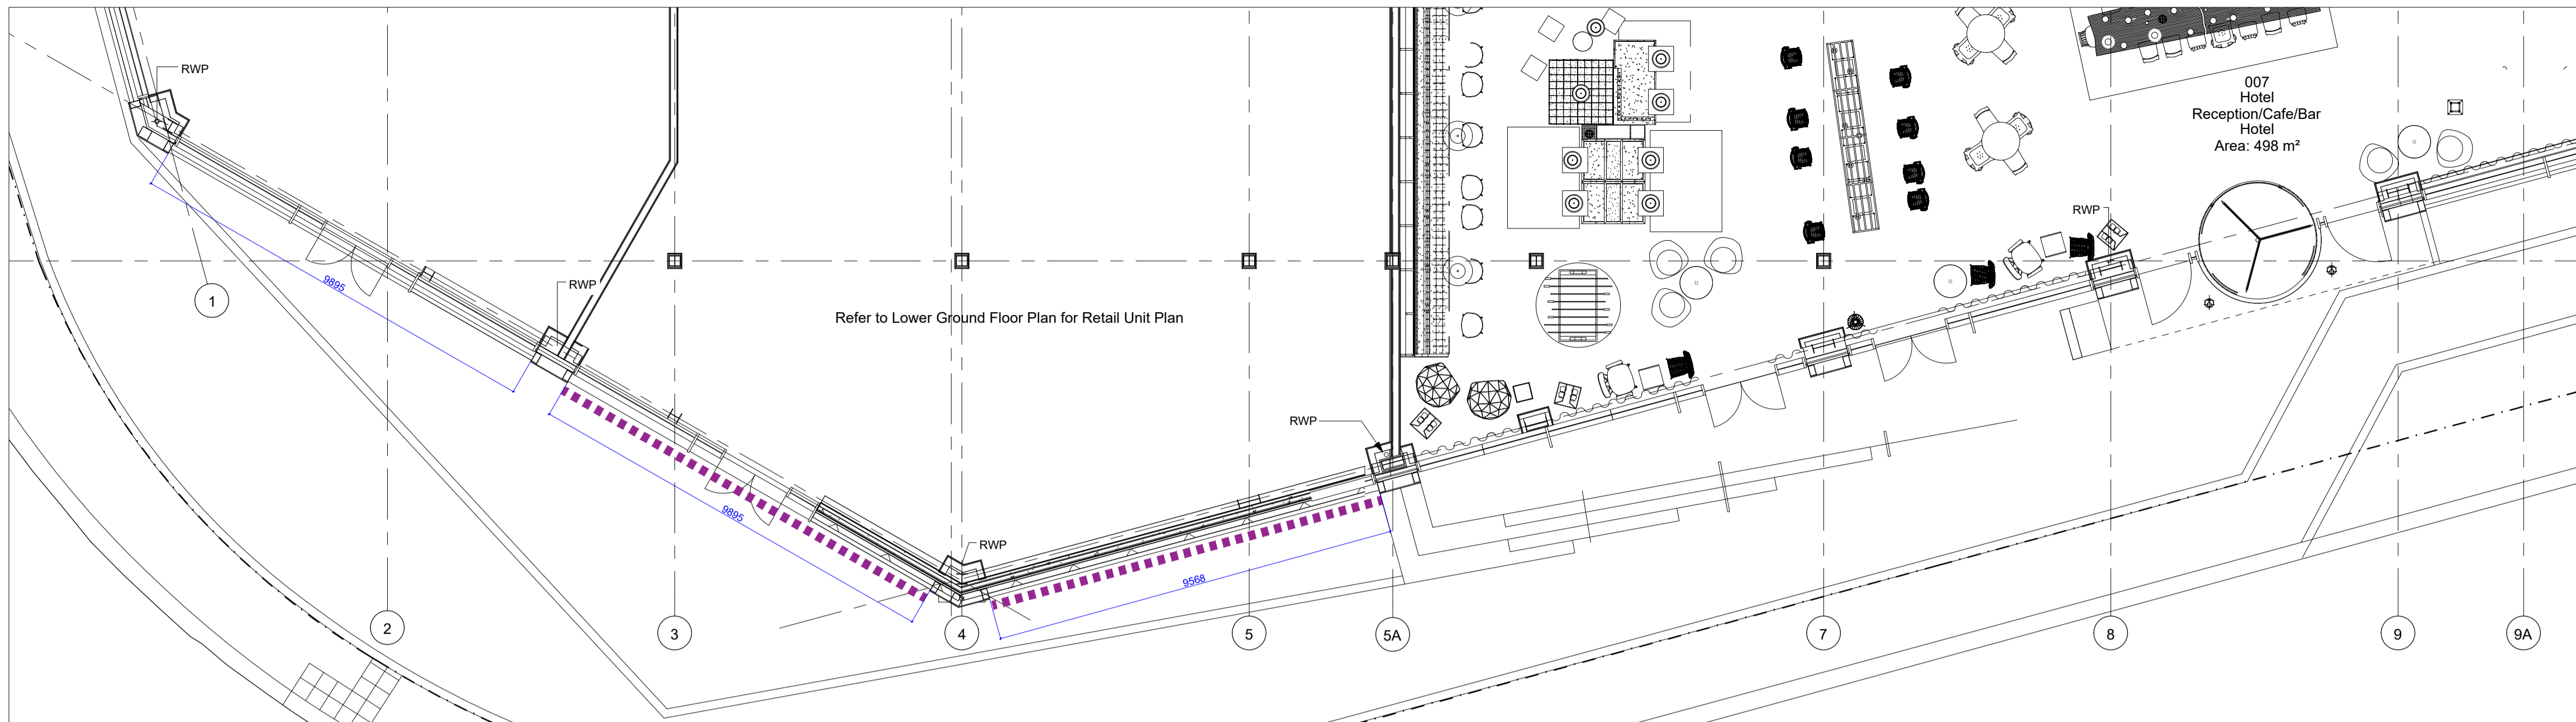 RWP
007
Hotel
Reception/Cafe/Bar
Hotel
Area: 498 m²
RWP
1
9895
RWP
Refer to Lower Ground Floor Plan for Retail Unit Plan
RWP
9895
RWP
9568
2
3
4
5
5A
7
8
9
9A